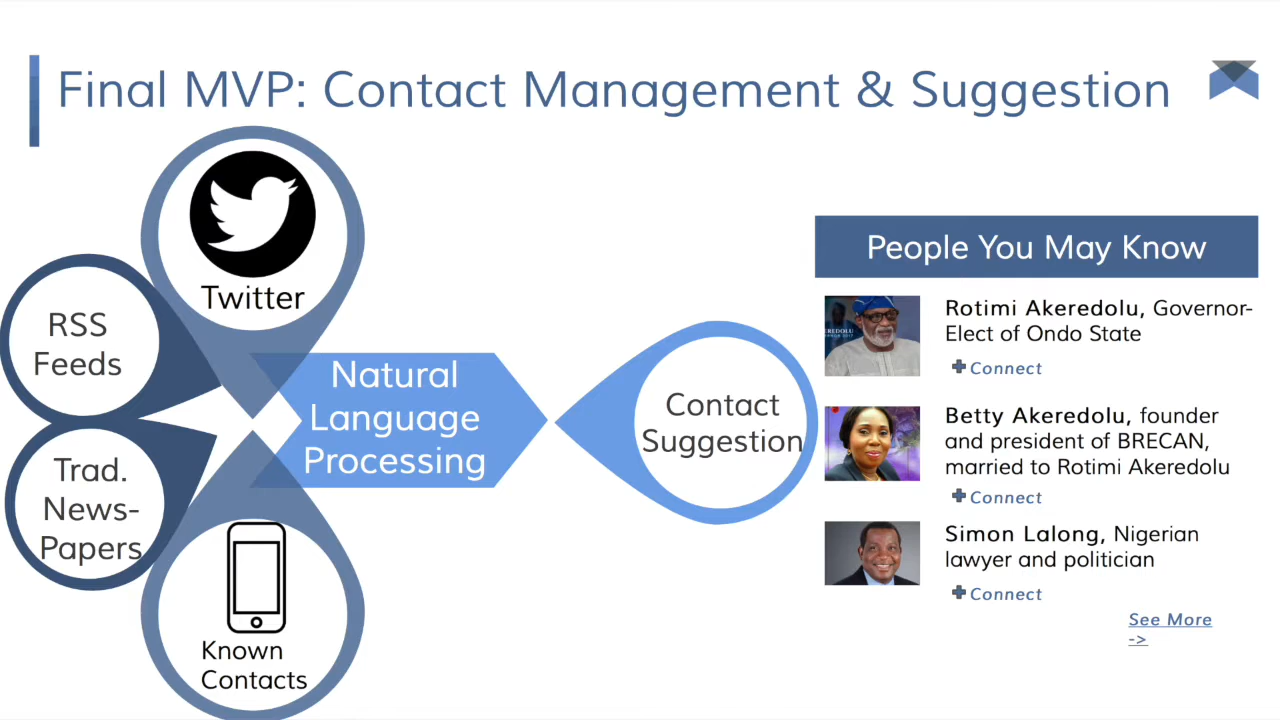 Final MVP: Contact Management & Suggestion
Twitter
RSS
Feeds
Trad.
News-
Papers
Known
Contacts
Natural
Language
Processing
Contact
Suggestion
People You May Know
Rotimi Akeredolu, Governor-
Elect of Ondo State
Connect
Betty Akeredolu, founder
and president of BRECAN,
married to Rotimi Akeredolu
Connect
Simon Lalong, Nigerian
lawyer and politician
Connect
See More
->